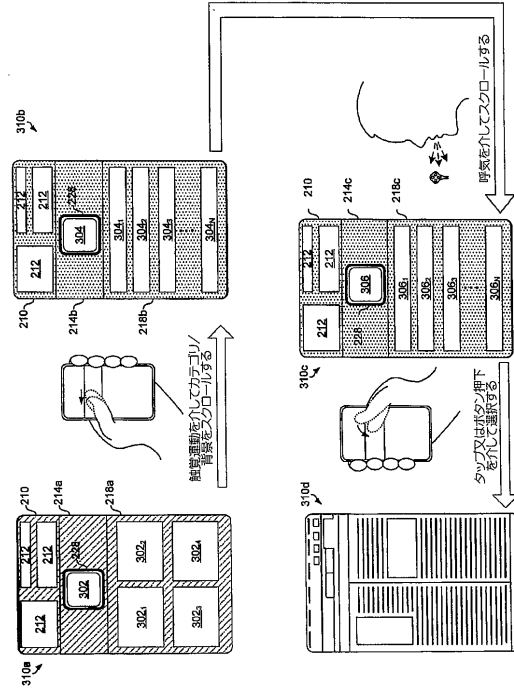 310a
210
214a
218a
212
212
212
228
302
302₁
302₂
302₃
302₄
触覚運動を介してカテゴリ/
背景をスクロールする
310b
210
210
214b
218b
212
212
212
228
304
304₁
304₂
304₃
304N
呼気を介してスクロールする
310c
210
214c
218c
212
212
212
228
306
306₁
306₂
306₃
306N
タップ又はボタン押下
を介して選択する
310d